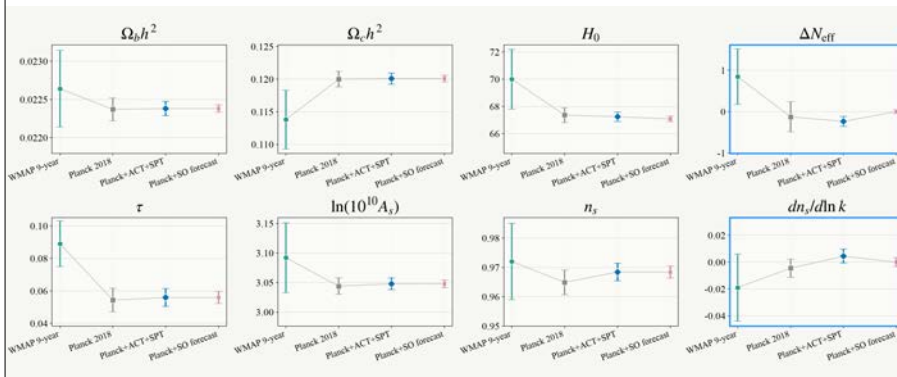 Ω_b h² Ω_c h² H₀ ΔN_eff
0.0230 0.125 72 1
0.0225 0.120 70 0
0.0220 0.115 68 -1
0.110 66
WMAP 9-year Planck 2018 Planck+ACT+SPT Planck+SO forecast WMAP 9-year Planck 2018 Planck+ACT+SPT Planck+SO forecast WMAP 9-year Planck 2018 Planck+ACT+SPT Planck+SO forecast WMAP 9-year Planck 2018 Planck+ACT+SPT Planck+SO forecast
τ ln(10¹⁰A_s) n_s dn_s/dln k
0.10 3.15 0.98 0.02
0.08 3.10 0.97 0.00
0.06 3.05 0.96 -0.02
0.04 3.00 0.95 -0.04
WMAP 9-year Planck 2018 Planck+ACT+SPT Planck+SO forecast WMAP 9-year Planck 2018 Planck+ACT+SPT Planck+SO forecast WMAP 9-year Planck 2018 Planck+ACT+SPT Planck+SO forecast WMAP 9-year Planck 2018 Planck+ACT+SPT Planck+SO forecast